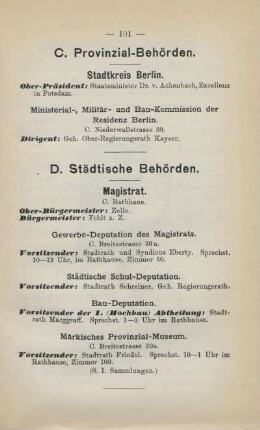 — 101 —
C. Provinzial-Behörden.
Stadtkreis Berlin.
Ober-Präsident: Staatsminister Dr. v. Achenbach, Excellenz
in Potsdam.
Ministerial-, Militär- und Bau-Kommission der
Residenz Berlin.
C. Niederwallstrasse 39.
Dirigent: Geh. Ober-Regierungsrath Kayser.
D. Städtische Behörden.
Magistrat.
C. Rathhaus.
Ober-Bürgermeister: Zelle.
Bürgermeister: Fehlt z. Z.
Gewerbe-Deputation des Magistrats.
C. Breitestrasse 20a.
Vorsitzender: Stadtrath und Syndicus Eberty. Sprechst.
10—12 Uhr, im Rathhause, Zimmer 50.
Städtische Schul-Deputation.
Vorsitzender: Stadtrath Schreiner, Geh. Regierungsrath.
Bau-Deputation.
Vorsitzender der I. (Hochbau) Abtheilung: Stadt-
rath Marggraff. Sprechst. 1—3 Uhr im Rathhause.
Märkisches Provinzial-Museum.
C. Breitestrasse 20a.
Vorsitzender: Stadtrath Friedel. Sprechst. 10—1 Uhr im
Rathhause, Zimmer 100.
(S. I. Sammlungen.)